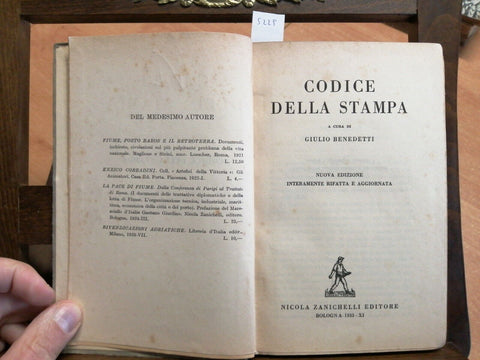 5225
DEL MEDESIMO AUTORE
FIUME, PORTO BAROS E IL RETROTERRA. Documenti,
inchieste, rivelazioni sul più palpitante problema della vita
nazionale. Maglione e Strini, succ. Loescher, Roma, 1921
L. 12,50
ENRICO CORRADINI. Coll. « Artefici della Vittoria »: Gli
Animatori, Casa Ed. Porta. Piacenza,
L. 4,—
LA PACE DI FIUME. Dalla Conferenza di Parigi al Trattato
di Roma. (I documenti delle trattative diplomatiche e della
lotta di Fiume. L'organizzazione tecnica, industriale, marit-
tima, economica della città e del porto). Prefazione del Mare-
sciallo d'Italia Gaetano Giardino. Nicola Zanichelli, editore.
Bologna, 1924-III.
L. 25,—
RIVENDICAZIONI ADRIATICHE. Libreria d'Italia editr.,
Milano, 1929-VII.
L. 10,—
CODICE
DELLA STAMPA
A CURA DI
GIULIO BENEDETTI
NUOVA EDIZIONE
INTERAMENTE RIFATTA E AGGIORNATA
NICOLA ZANICHELLI EDITORE
BOLOGNA 1933 - XI